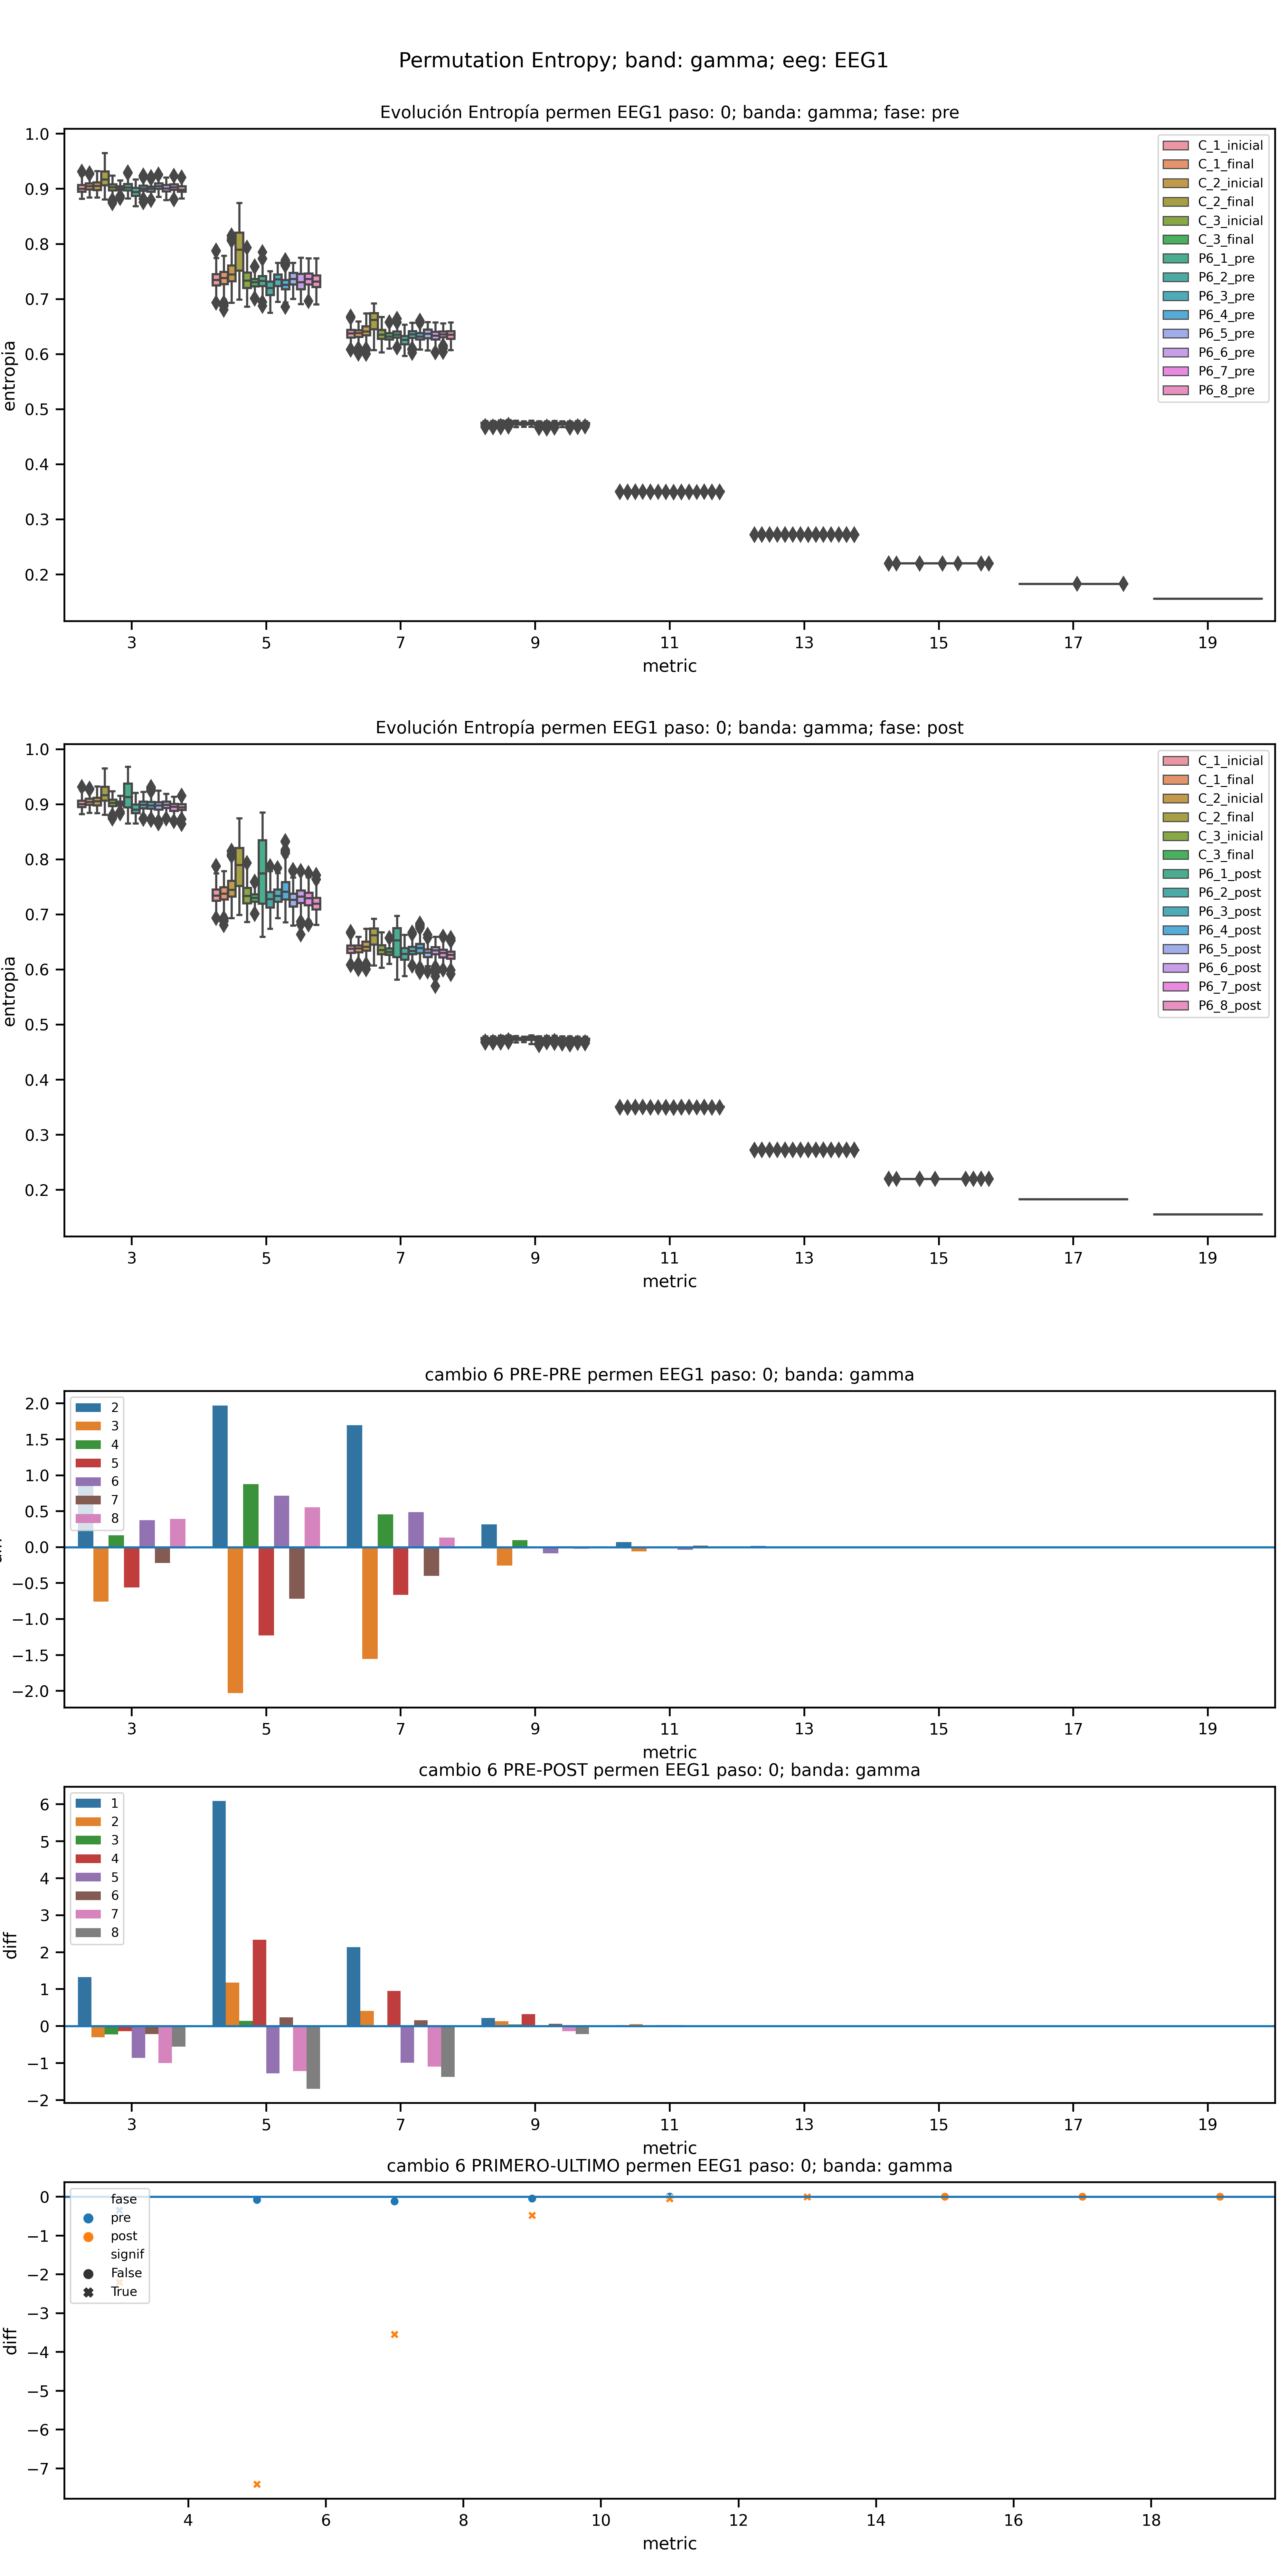 Permutation Entropy; band: gamma; eeg: EEG1
Evolución Entropía permen EEG1 paso: 0; banda: gamma; fase: pre
1.0
0.9
0.8
0.7
0.6
0.5
0.4
0.3
0.2
entropia
C_1_inicial
C_1_final
C_2_inicial
C_2_final
C_3_inicial
C_3_final
P6_1_pre
P6_2_pre
P6_3_pre
P6_4_pre
P6_5_pre
P6_6_pre
P6_7_pre
P6_8_pre
3 5 7 9 11 13 15 17 19
metric
Evolución Entropía permen EEG1 paso: 0; banda: gamma; fase: post
1.0
0.9
0.8
0.7
0.6
0.5
0.4
0.3
0.2
entropia
C_1_inicial
C_1_final
C_2_inicial
C_2_final
C_3_inicial
C_3_final
P6_1_post
P6_2_post
P6_3_post
P6_4_post
P6_5_post
P6_6_post
P6_7_post
P6_8_post
3 5 7 9 11 13 15 17 19
metric
cambio 6 PRE-PRE permen EEG1 paso: 0; banda: gamma
2.0
1.5
1.0
0.5
0.0
−0.5
−1.0
−1.5
−2.0
2
3
4
5
6
7
8
3 5 7 9 11 13 15 17 19
metric
cambio 6 PRE-POST permen EEG1 paso: 0; banda: gamma
6
5
4
3
2
1
0
−1
−2
diff
1
2
3
4
5
6
7
8
3 5 7 9 11 13 15 17 19
metric
cambio 6 PRIMERO-ULTIMO permen EEG1 paso: 0; banda: gamma
0
−1
−2
−3
−4
−5
−6
−7
diff
fase
pre
post
signif
False
True
4 6 8 10 12 14 16 18
metric